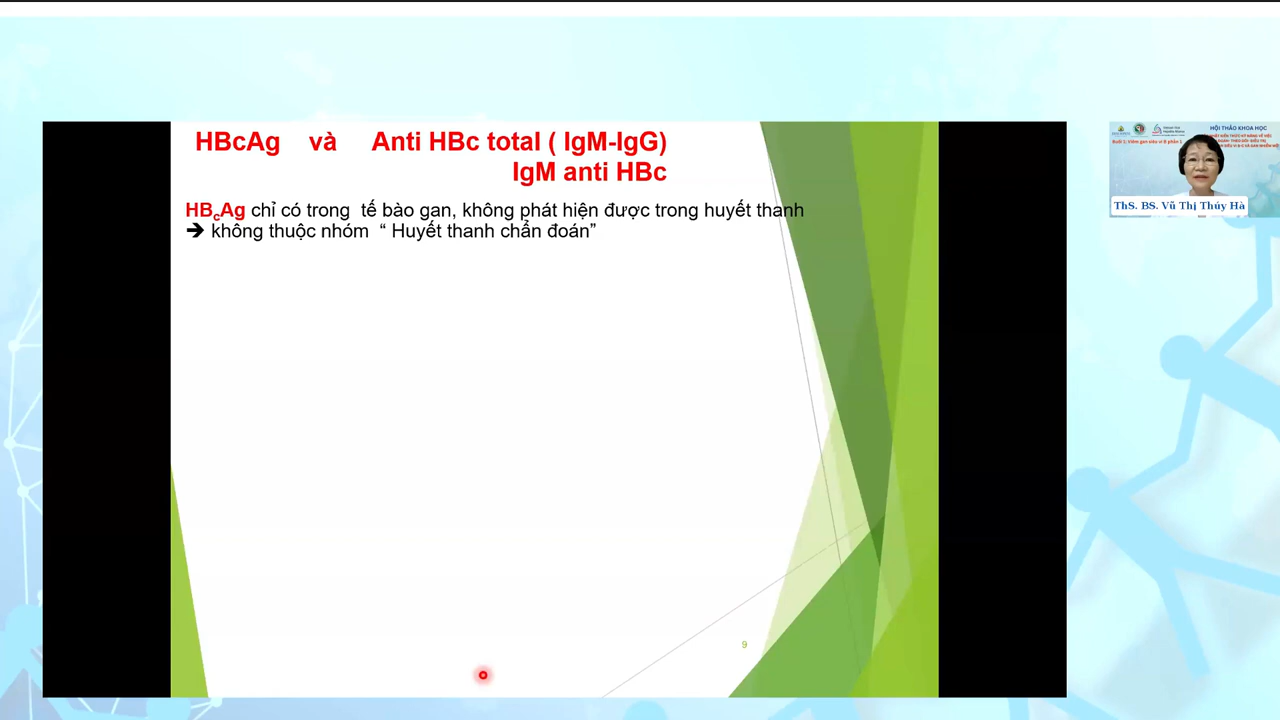 HBcAg và Anti HBc total ( IgM-IgG)
IgM anti HBc
HBcAg chỉ có trong tế bào gan, không phát hiện được trong huyết thanh
➔ không thuộc nhóm “ Huyết thanh chẩn đoán”
9
HỘI THẢO KHOA HỌC
ThS. BS. Vũ Thị Thúy Hà